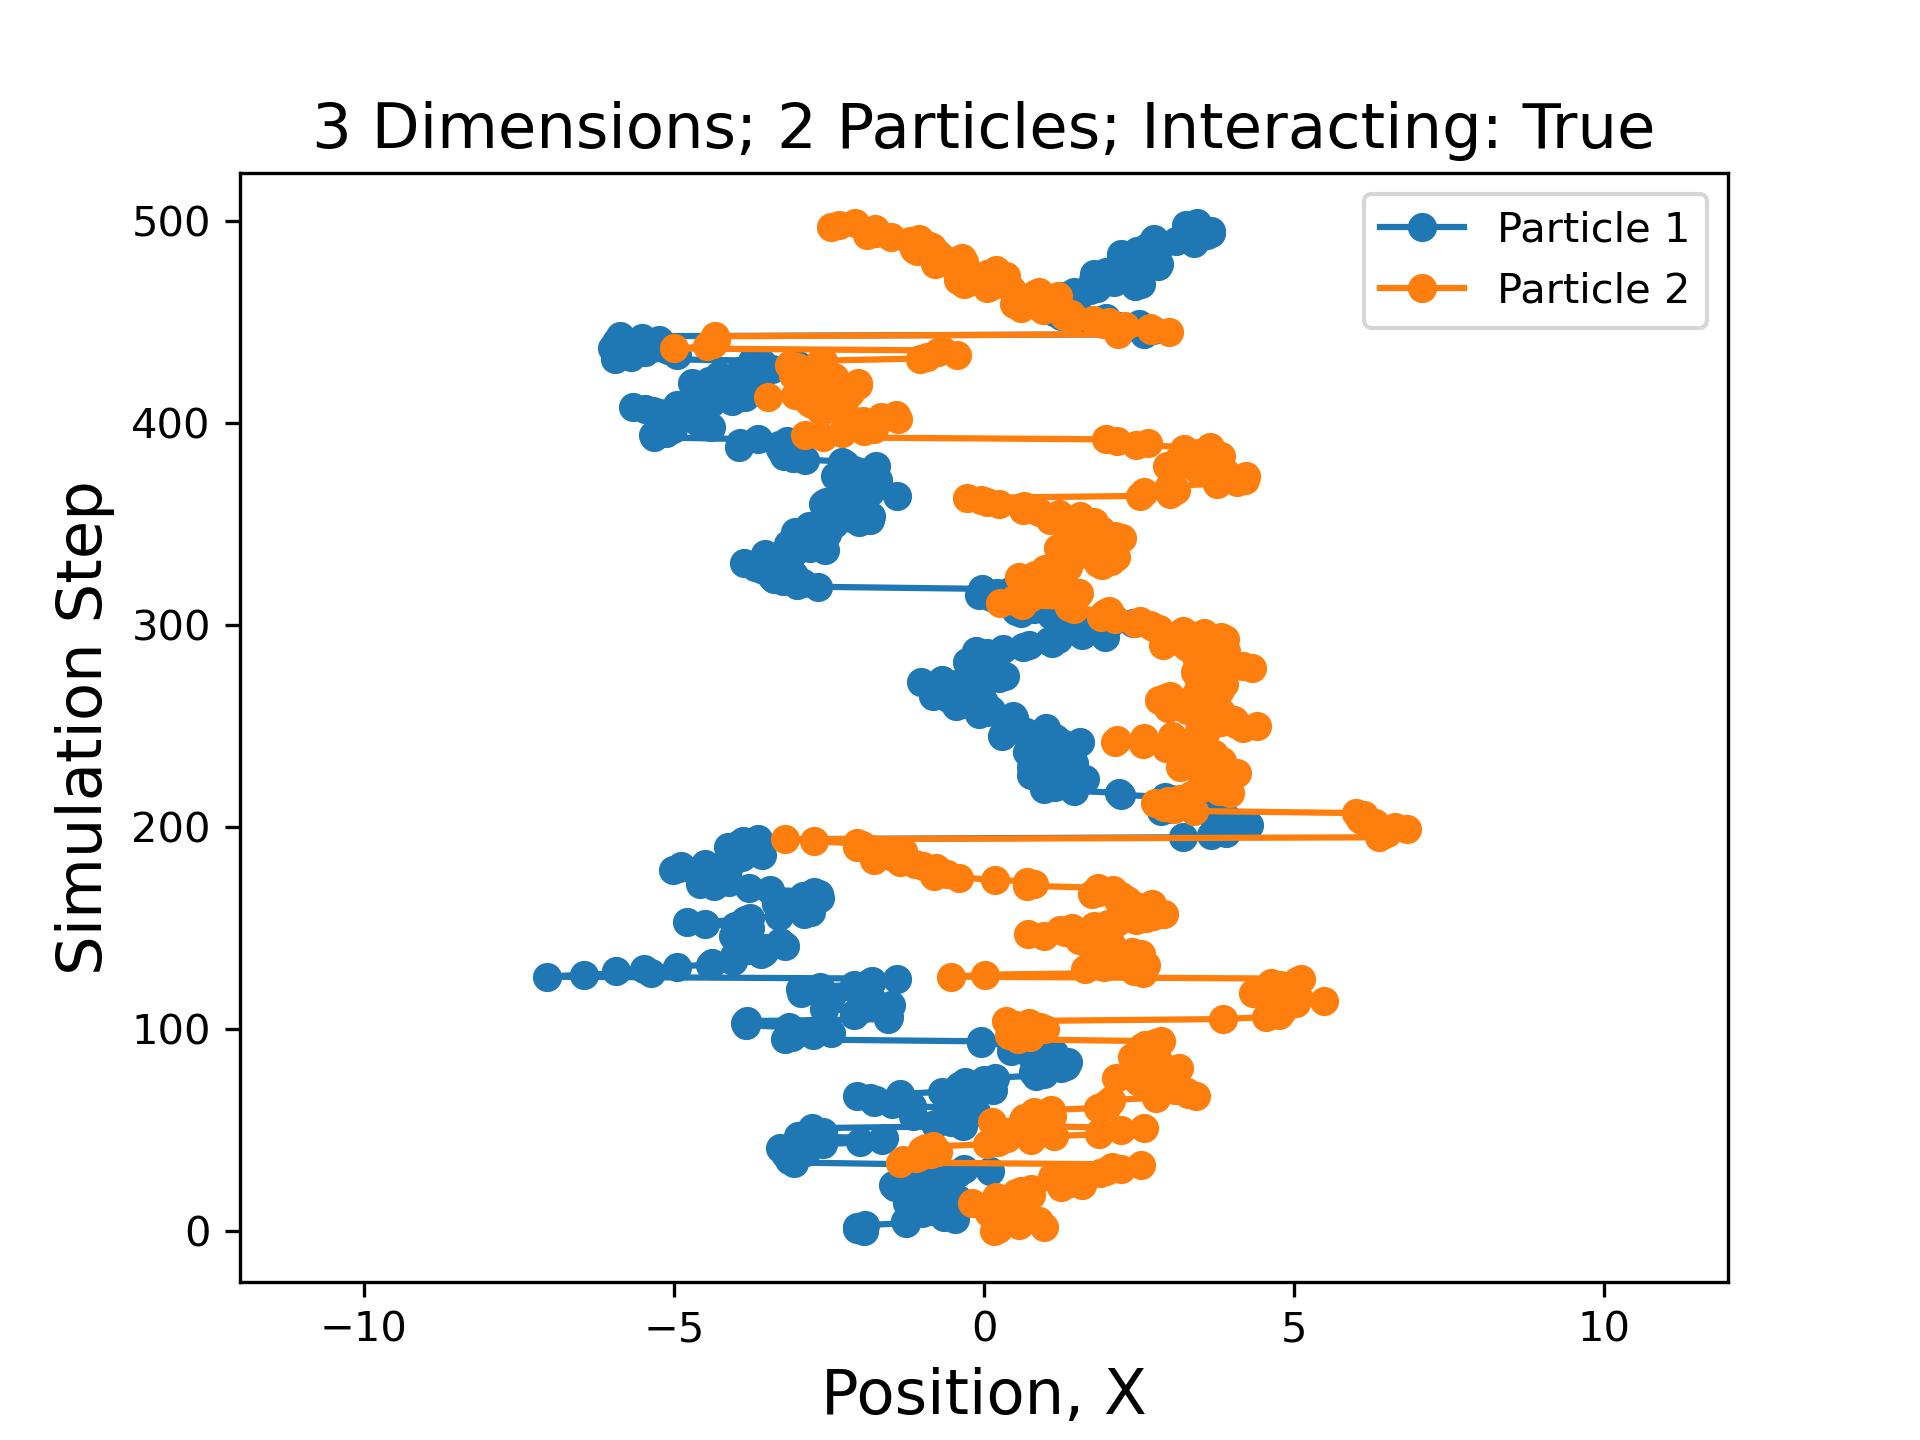 3 Dimensions; 2 Particles; Interacting: True
Particle 1
Particle 2
500
400
300
200
100
0
Simulation Step
−10
−5
0
5
10
Position, X